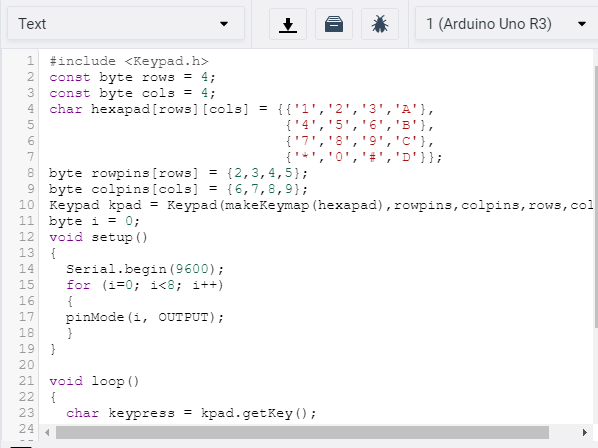 Text
1 (Arduino Uno R3)
1 #include <Keypad.h>
2 const byte rows = 4;
3 const byte cols = 4;
4 char hexapad[rows][cols] = {{'1','2','3','A'},
5 {'4','5','6','B'},
6 {'7','8','9','C'},
7 {'*','0','#','D'}};
8 byte rowpins[rows] = {2,3,4,5};
9 byte colpins[cols] = {6,7,8,9};
10 Keypad kpad = Keypad(makeKeymap(hexapad),rowpins,colpins,rows,col
11 byte i = 0;
12 void setup()
13 {
14 Serial.begin(9600);
15 for (i=0; i<8; i++)
16 {
17 pinMode(i, OUTPUT);
18 }
19 }
20
21 void loop()
22 {
23 char keypress = kpad.getKey();
24